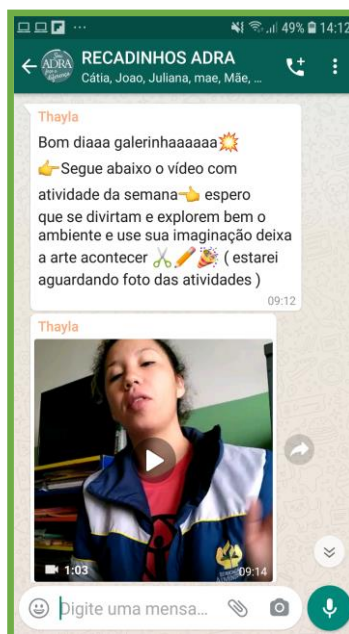 49% 14:12
ADRA
RECADINHOS ADRA
Cátia, Joao, Juliana, mae, Mãe, ...
Thayla
Bom diaaa galerinhaaaaaa💥
👉Segue abaixo o vídeo com
atividade da semana👈 espero
que se divirtam e explorem bem o
ambiente e use sua imaginação deixa
a arte acontecer ✂️✏️🎉 ( estarei
aguardando foto das atividades )
09:12
Thayla
1:03
09:14
Digite uma mensa...